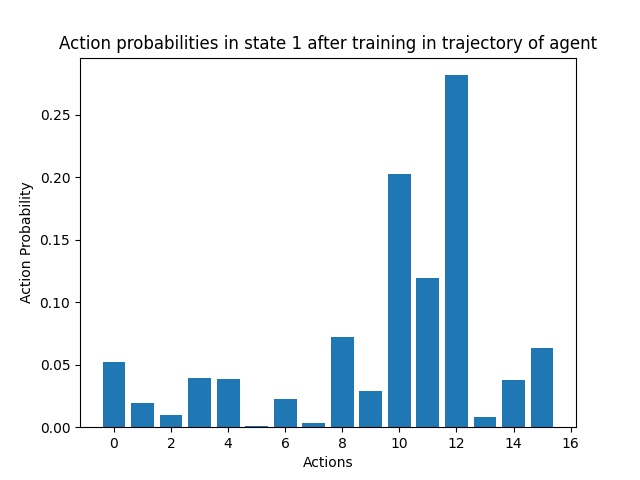 Action probabilities in state 1 after training in trajectory of agent
Action Probability
0.25
0.20
0.15
0.10
0.05
0.00
0 2 4 6 8 10 12 14 16
Actions